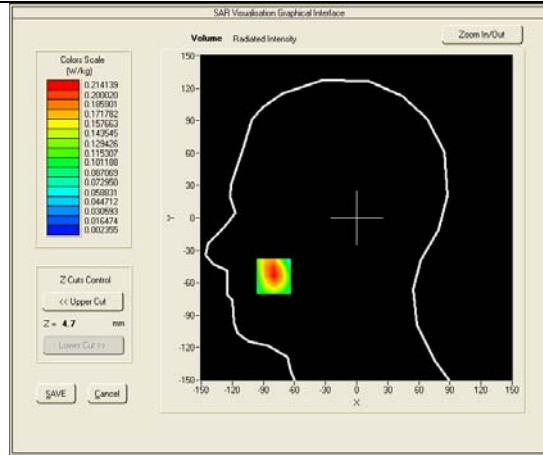 SAR Visualisation Graphical Interface
Volume Radiated Intensity
Zoom In/Out
Colors Scale
(W/kg)
0.214139
0.200020
0.185901
0.171782
0.157663
0.143545
0.129426
0.115307
0.101188
0.087069
0.072950
0.058831
0.044712
0.030593
0.016474
0.002355
Z-Cuts Control
<< Upper Cut
Z = 4.7 mm
Lower Cut >>
SAVE Cancel
150
120
90
60
30
0
-30
-60
-90
-120
-150
Y
-150 -120 -90 -60 -30 0 30 60 90 120 150
X